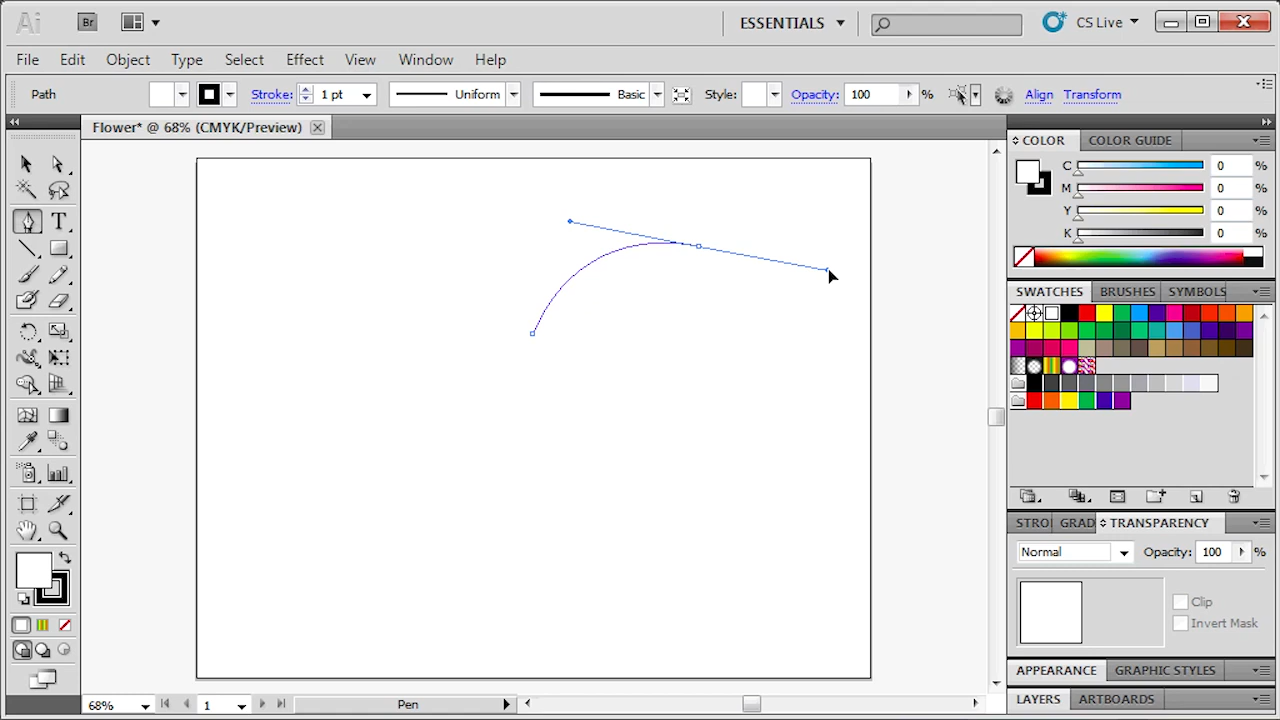 Ai Br ESSENTIALS CS Live
File Edit Object Type Select Effect View Window Help
Path Stroke: 1 pt Uniform Basic Style: Opacity: 100 % Align Transform
Flower* @ 68% (CMYK/Preview)
COLOR COLOR GUIDE
C 0 %
M 0 %
Y 0 %
K 0 %
SWATCHES BRUSHES SYMBOLS
STRO GRAD TRANSPARENCY
Normal Opacity: 100 %
Clip
Invert Mask
APPEARANCE GRAPHIC STYLES
LAYERS ARTBOARDS
T
68% 1 Pen